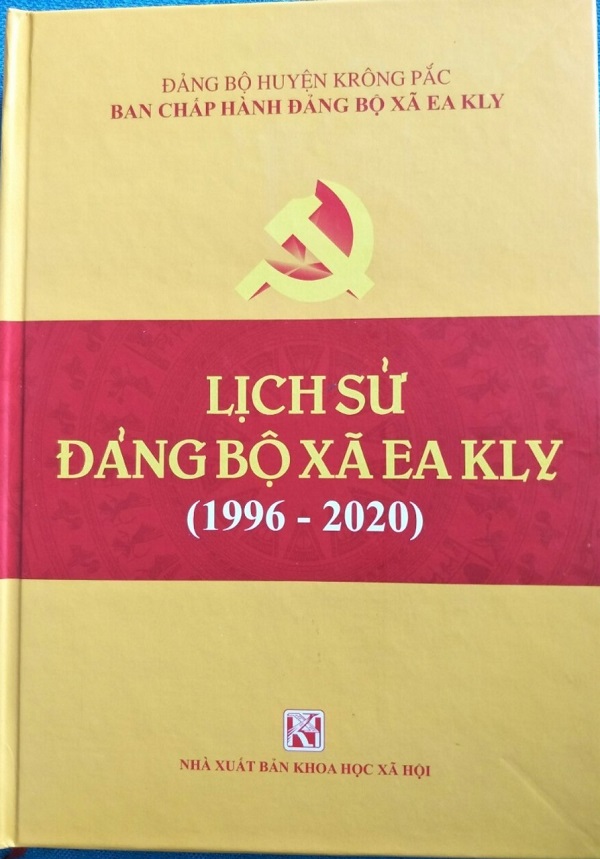 ĐẢNG BỘ HUYỆN KRÔNG PẮC
BAN CHẤP HÀNH ĐẢNG BỘ XÃ EA KLY
LỊCH SỬ
ĐẢNG BỘ XÃ EA KLY
(1996 - 2020)
NHÀ XUẤT BẢN KHOA HỌC XÃ HỘI